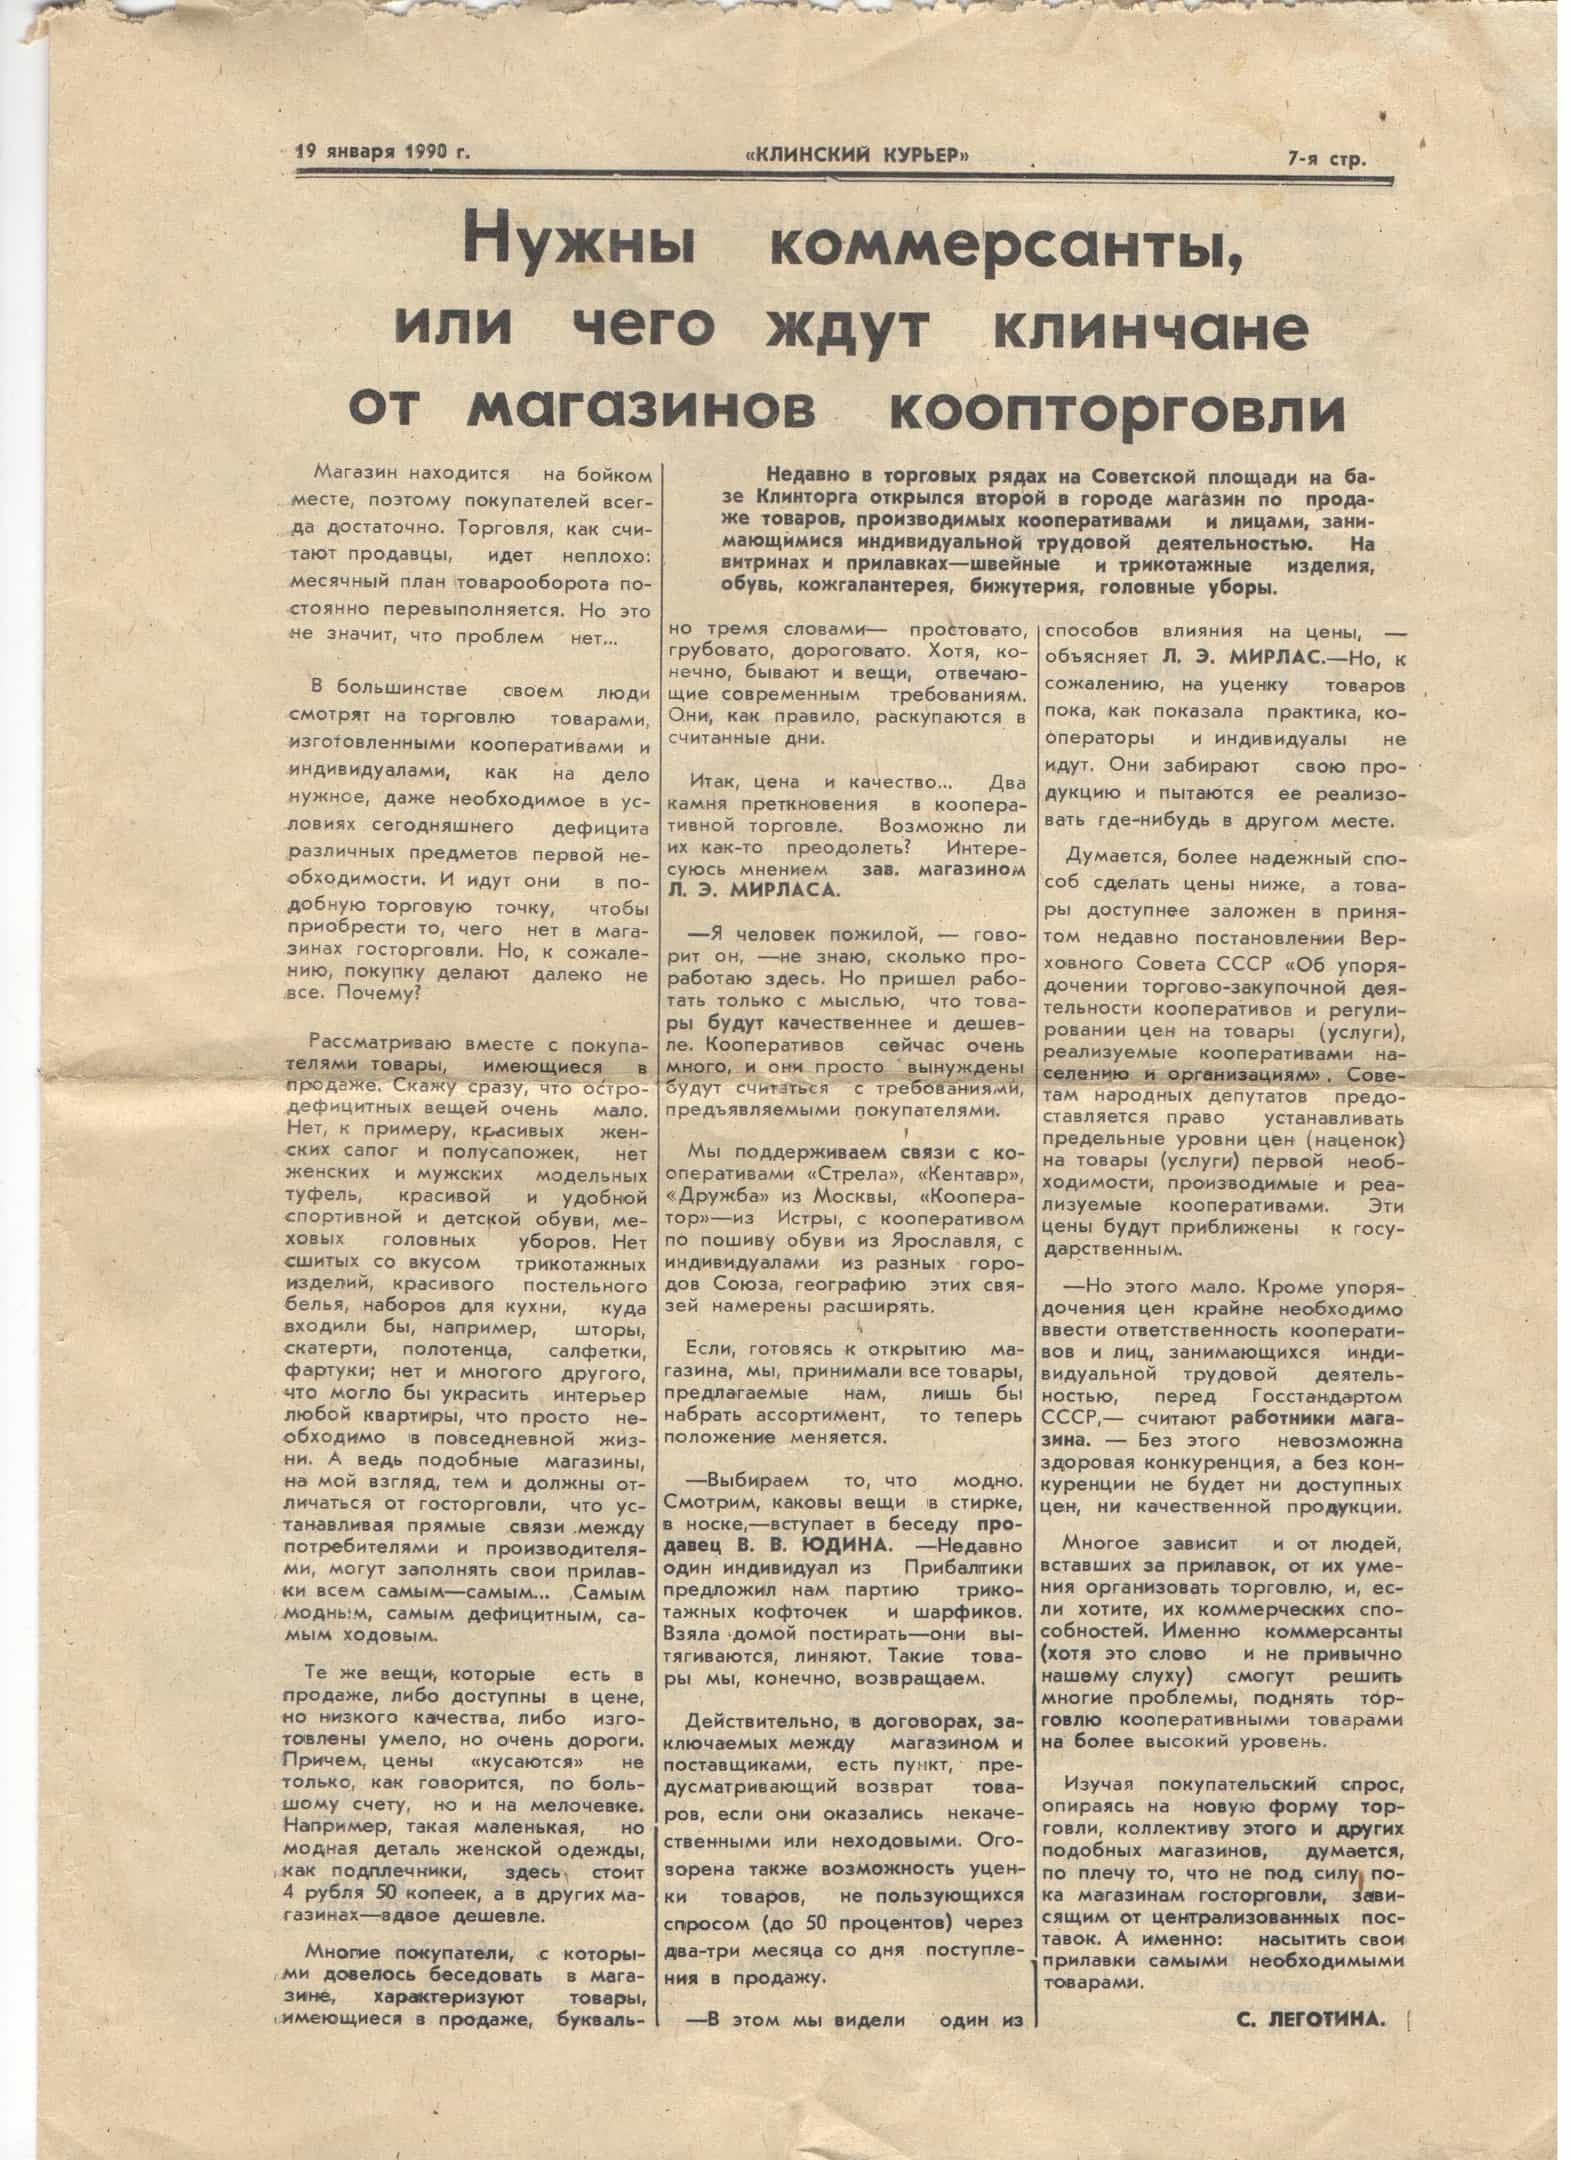 19 января 1990 г.
«КЛИНСКИЙ КУРЬЕР»
7-я стр.
Нужны коммерсанты,
или чего ждут клинчане
от магазинов коопторговли
Недавно в торговых рядах на Советской площади на ба-
зе Клинторга открылся второй в городе магазин по прода-
же товаров, производимых кооперативами и лицами, зани-
мающимися индивидуальной трудовой деятельностью. На
витринах и прилавках—швейные и трикотажные изделия,
обувь, кожгалантерея, бижутерия, головные уборы.
Магазин находится на бойком
месте, поэтому покупателей всег-
да достаточно. Торговля, как счи-
тают продавцы, идет неплохо:
месячный план товарооборота по-
стоянно перевыполняется. Но это
не значит, что проблем нет...
В большинстве своем люди
смотрят на торговлю товарами,
изготовленными кооперативами и
индивидуалами, как на дело
нужное, даже необходимое в ус-
ловиях сегодняшнего дефицита
различных предметов первой не-
обходимости. И идут они в по-
добную торговую точку, чтобы
приобрести то, чего нет в мага-
зинах госторговли. Но, к сожале-
нию, покупку делают далеко не
все. Почему?
Рассматриваю вместе с покупа-
телями товары, имеющиеся в
продаже. Скажу сразу, что остро-
дефицитных вещей очень мало.
Нет, к примеру, красивых жен-
ских сапог и полусапожек, нет
женских и мужских модельных
туфель, красивой и удобной
спортивной и детской обуви, ме-
ховых головных уборов. Нет
сшитых со вкусом трикотажных
изделий, красивого постельного
белья, наборов для кухни, куда
входили бы, например, шторы,
скатерти, полотенца, салфетки,
фартуки; нет и многого другого,
что могло бы украсить интерьер
любой квартиры, что просто не-
обходимо в повседневной жиз-
ни. А ведь подобные магазины,
на мой взгляд, тем и должны от-
личаться от госторговли, что ус-
танавливая прямые связи между
потребителями и производителя-
ми, могут заполнять свои прилав-
ки всем самым—самым... Самым
модным, самым дефицитным, са-
мым ходовым.
Те же вещи, которые есть в
продаже, либо доступны в цене,
но низкого качества, либо изго-
товлены умело, но очень дороги.
Причем, цены «кусаются» не
только, как говорится, по боль-
шому счету, но и на мелочевке.
Например, такая маленькая, но
модная деталь женской одежды,
как подплечники, здесь стоит
4 рубля 50 копеек, а в других ма-
газинах—вдвое дешевле.
Многие покупатели, с которы-
ми довелось беседовать в мага-
зине, характеризуют товары,
имеющиеся в продаже, букваль-
но тремя словами— простовато,
грубовато, дороговато. Хотя, ко-
нечно, бывают и вещи, отвечаю-
щие современным требованиям.
Они, как правило, раскупаются в
считанные дни.
Итак, цена и качество... Два
камня преткновения в коопера-
тивной торговле. Возможно ли
их как-то преодолеть? Интере-
суюсь мнением зав. магазином
Л. Э. МИРЛАСА.
—Я человек пожилой, — гово-
рит он, —не знаю, сколько про-
работаю здесь. Но пришел рабо-
тать только с мыслью, что това-
ры будут качественнее и дешев-
ле. Кооперативов сейчас очень
много, и они просто вынуждены
будут считаться с требованиями,
предъявляемыми покупателями.
Мы поддерживаем связи с ко-
оперативами «Стрела», «Кентавр»,
«Дружба» из Москвы, «Коопера-
тор»—из Истры, с кооперативом
по пошиву обуви из Ярославля, с
индивидуалами из разных горо-
дов Союза, географию этих свя-
зей намерены расширять.
Если, готовясь к открытию ма-
газина, мы, принимали все товары,
предлагаемые нам, лишь бы
набрать ассортимент, то теперь
положение меняется.
—Выбираем то, что модно.
Смотрим, каковы вещи в стирке,
в носке,—вступает в беседу про-
давец В. В. ЮДИНА. —Недавно
один индивидуал из Прибалтики
предложил нам партию трико-
тажных кофточек и шарфиков.
Взяла домой постирать—они вы-
тягиваются, линяют. Такие това-
ры мы, конечно, возвращаем.
Действительно, в договорах, за-
ключаемых между магазином и
поставщиками, есть пункт, пре-
дусматривающий возврат това-
ров, если они оказались некаче-
ственными или неходовыми. Ого-
ворена также возможность уцен-
ки товаров, не пользующихся
спросом (до 50 процентов) через
два-три месяца со дня поступле-
ния в продажу.
—В этом мы видели один из
способов влияния на цены, —
объясняет Л. Э. МИРЛАС.—Но, к
сожалению, на уценку товаров
пока, как показала практика, ко-
операторы и индивидуалы не
идут. Они забирают свою про-
дукцию и пытаются ее реализо-
вать где-нибудь в другом месте.
Думается, более надежный спо-
соб сделать цены ниже, а това-
ры доступнее заложен в приня-
том недавно постановлении Вер-
ховного Совета СССР «Об упоря-
дочении торгово-закупочной дея-
тельности кооперативов и регули-
ровании цен на товары (услуги),
реализуемые кооперативами на-
селению и организациям». Сове-
там народных депутатов предо-
ставляется право устанавливать
предельные уровни цен (наценок)
на товары (услуги) первой необ-
ходимости, производимые и реа-
лизуемые кооперативами. Эти
цены будут приближены к госу-
дарственным.
—Но этого мало. Кроме упоря-
дочения цен крайне необходимо
ввести ответственность кооперати-
вов и лиц, занимающихся инди-
видуальной трудовой деятель-
ностью, перед Госстандартом
СССР,— считают работники мага-
зина. — Без этого невозможна
здоровая конкуренция, а без кон-
куренции не будет ни доступных
цен, ни качественной продукции.
Многое зависит и от людей,
вставших за прилавок, от их уме-
ния организовать торговлю, и, ес-
ли хотите, их коммерческих спо-
собностей. Именно коммерсанты
(хотя это слово и не привычно
нашему слуху) смогут решить
многие проблемы, поднять тор-
говлю кооперативными товарами
на более высокий уровень.
Изучая покупательский спрос,
опираясь на новую форму тор-
говли, коллективу этого и других
подобных магазинов, думается,
по плечу то, что не под силу по-
ка магазинам госторговли, зави-
сящим от централизованных пос-
тавок. А именно: насытить свои
прилавки самыми необходимыми
товарами.
С. ЛЕГОТИНА.